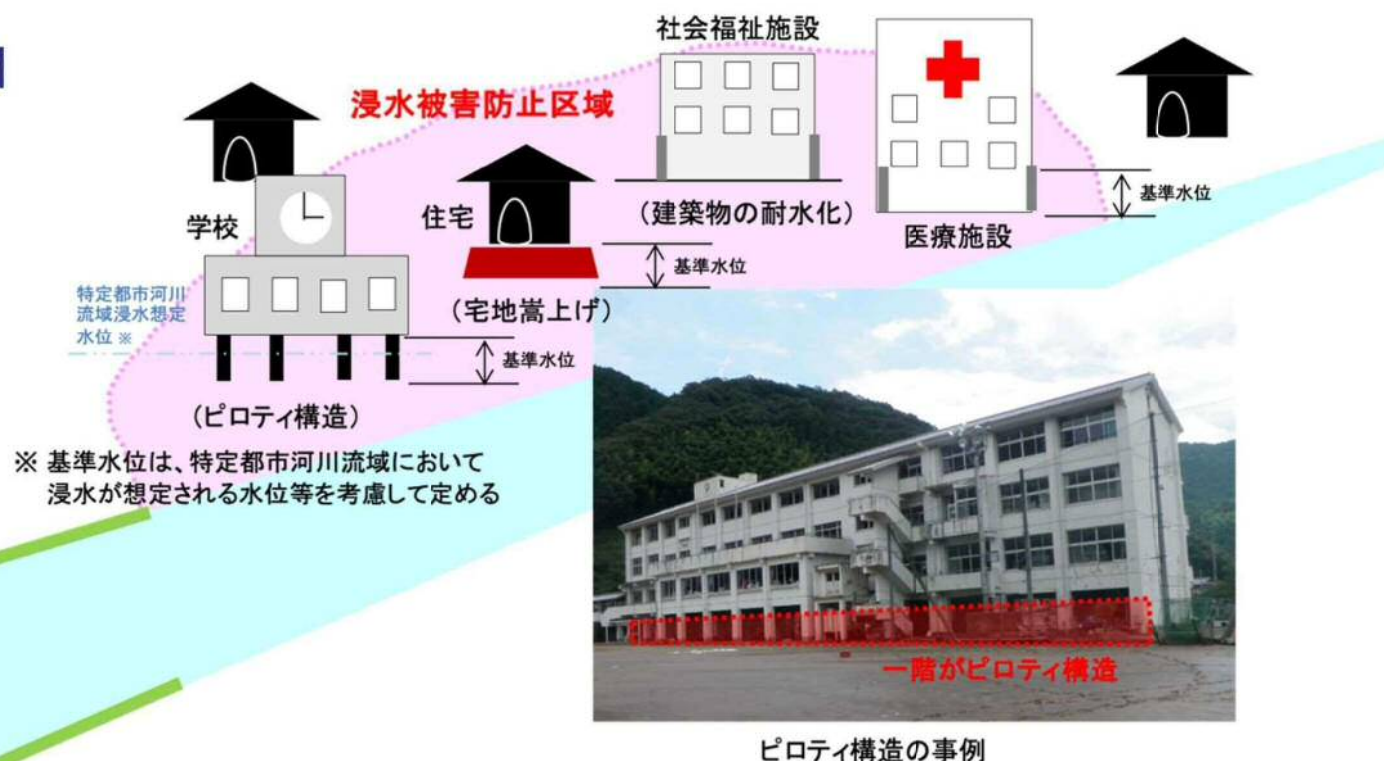 社会福祉施設
浸水被害防止区域
学校
住宅
(建築物の耐水化)
医療施設
基準水位
基準水位
特定都市河川
流域浸水想定
水位 ※
(宅地嵩上げ)
基準水位
(ピロティ構造)
※ 基準水位は、特定都市河川流域において
浸水が想定される水位等を考慮して定める
一階がピロティ構造
ピロティ構造の事例